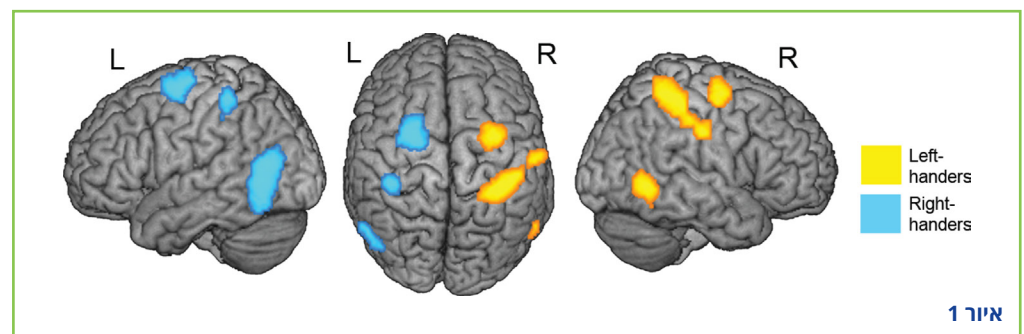 L
L
R
R
Left-
handers
Right-
handers
איור 1